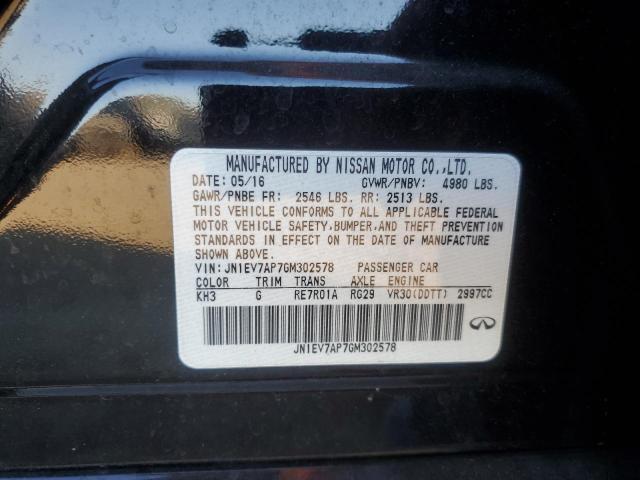 MANUFACTURED BY NISSAN MOTOR CO.,LTD.
DATE: 05/16 GVWR/PNBV: 4980 LBS.
GAWR/PNBE FR: 2546 LBS. RR: 2513 LBS.
THIS VEHICLE CONFORMS TO ALL APPLICABLE FEDERAL
MOTOR VEHICLE SAFETY,BUMPER,AND THEFT PREVENTION
STANDARDS IN EFFECT ON THE DATE OF MANUFACTURE
SHOWN ABOVE.
VIN: JN1EV7AP7GM302578 PASSENGER CAR
COLOR TRIM TRANS AXLE ENGINE
KH3 G RE7R01A RG29 VR30(DDTT) 2997CC
JN1EV7AP7GM302578